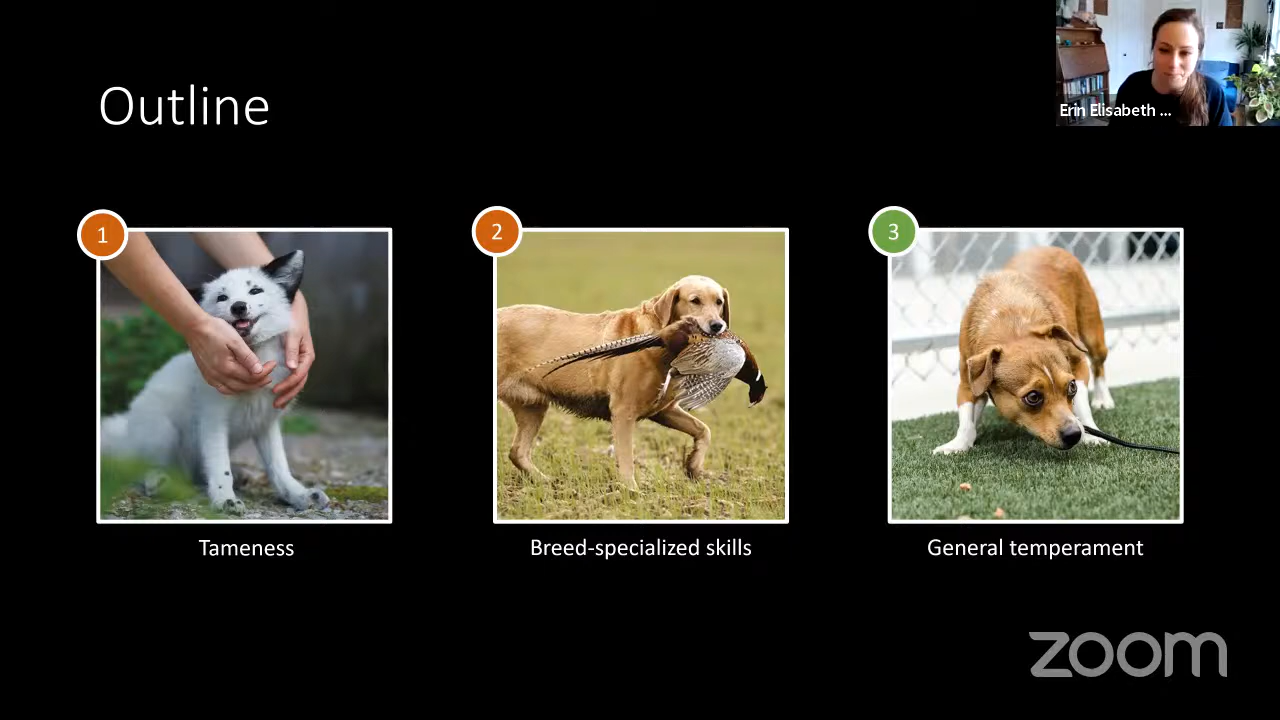 Outline
Erin Elisabeth ...
1
2
3
Tameness
Breed-specialized skills
General temperament
zoom